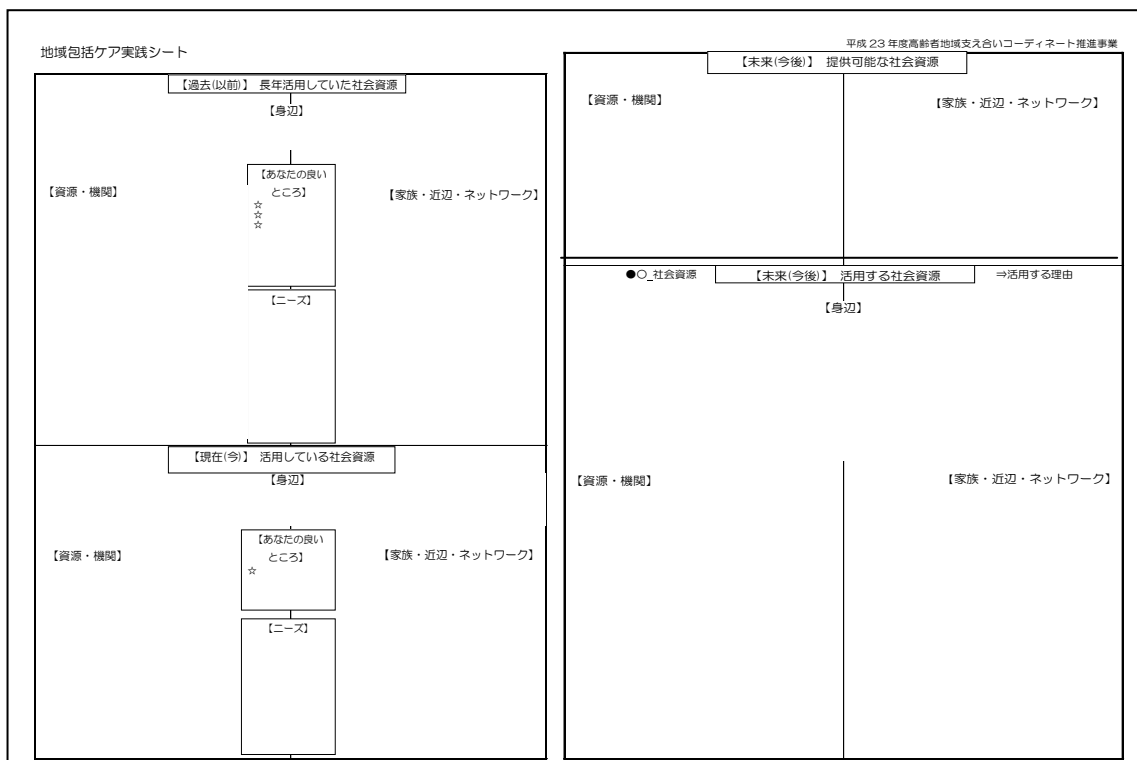 地域包括ケア実践シート
【過去(以前)】 長年活用していた社会資源
【身辺】
【あなたの良い
ところ】
☆
☆
☆
【資源・機関】
【家族・近辺・ネットワーク】
【ニーズ】
【現在(今)】 活用している社会資源
【身辺】
【あなたの良い
ところ】
☆
【資源・機関】
【家族・近辺・ネットワーク】
【ニーズ】
平成 23 年度高齢者地域支え合いコーディネート推進事業
【未来(今後)】 提供可能な社会資源
【資源・機関】
【家族・近辺・ネットワーク】
●○_社会資源
【未来(今後)】 活用する社会資源
⇒活用する理由
【身辺】
【資源・機関】
【家族・近辺・ネットワーク】